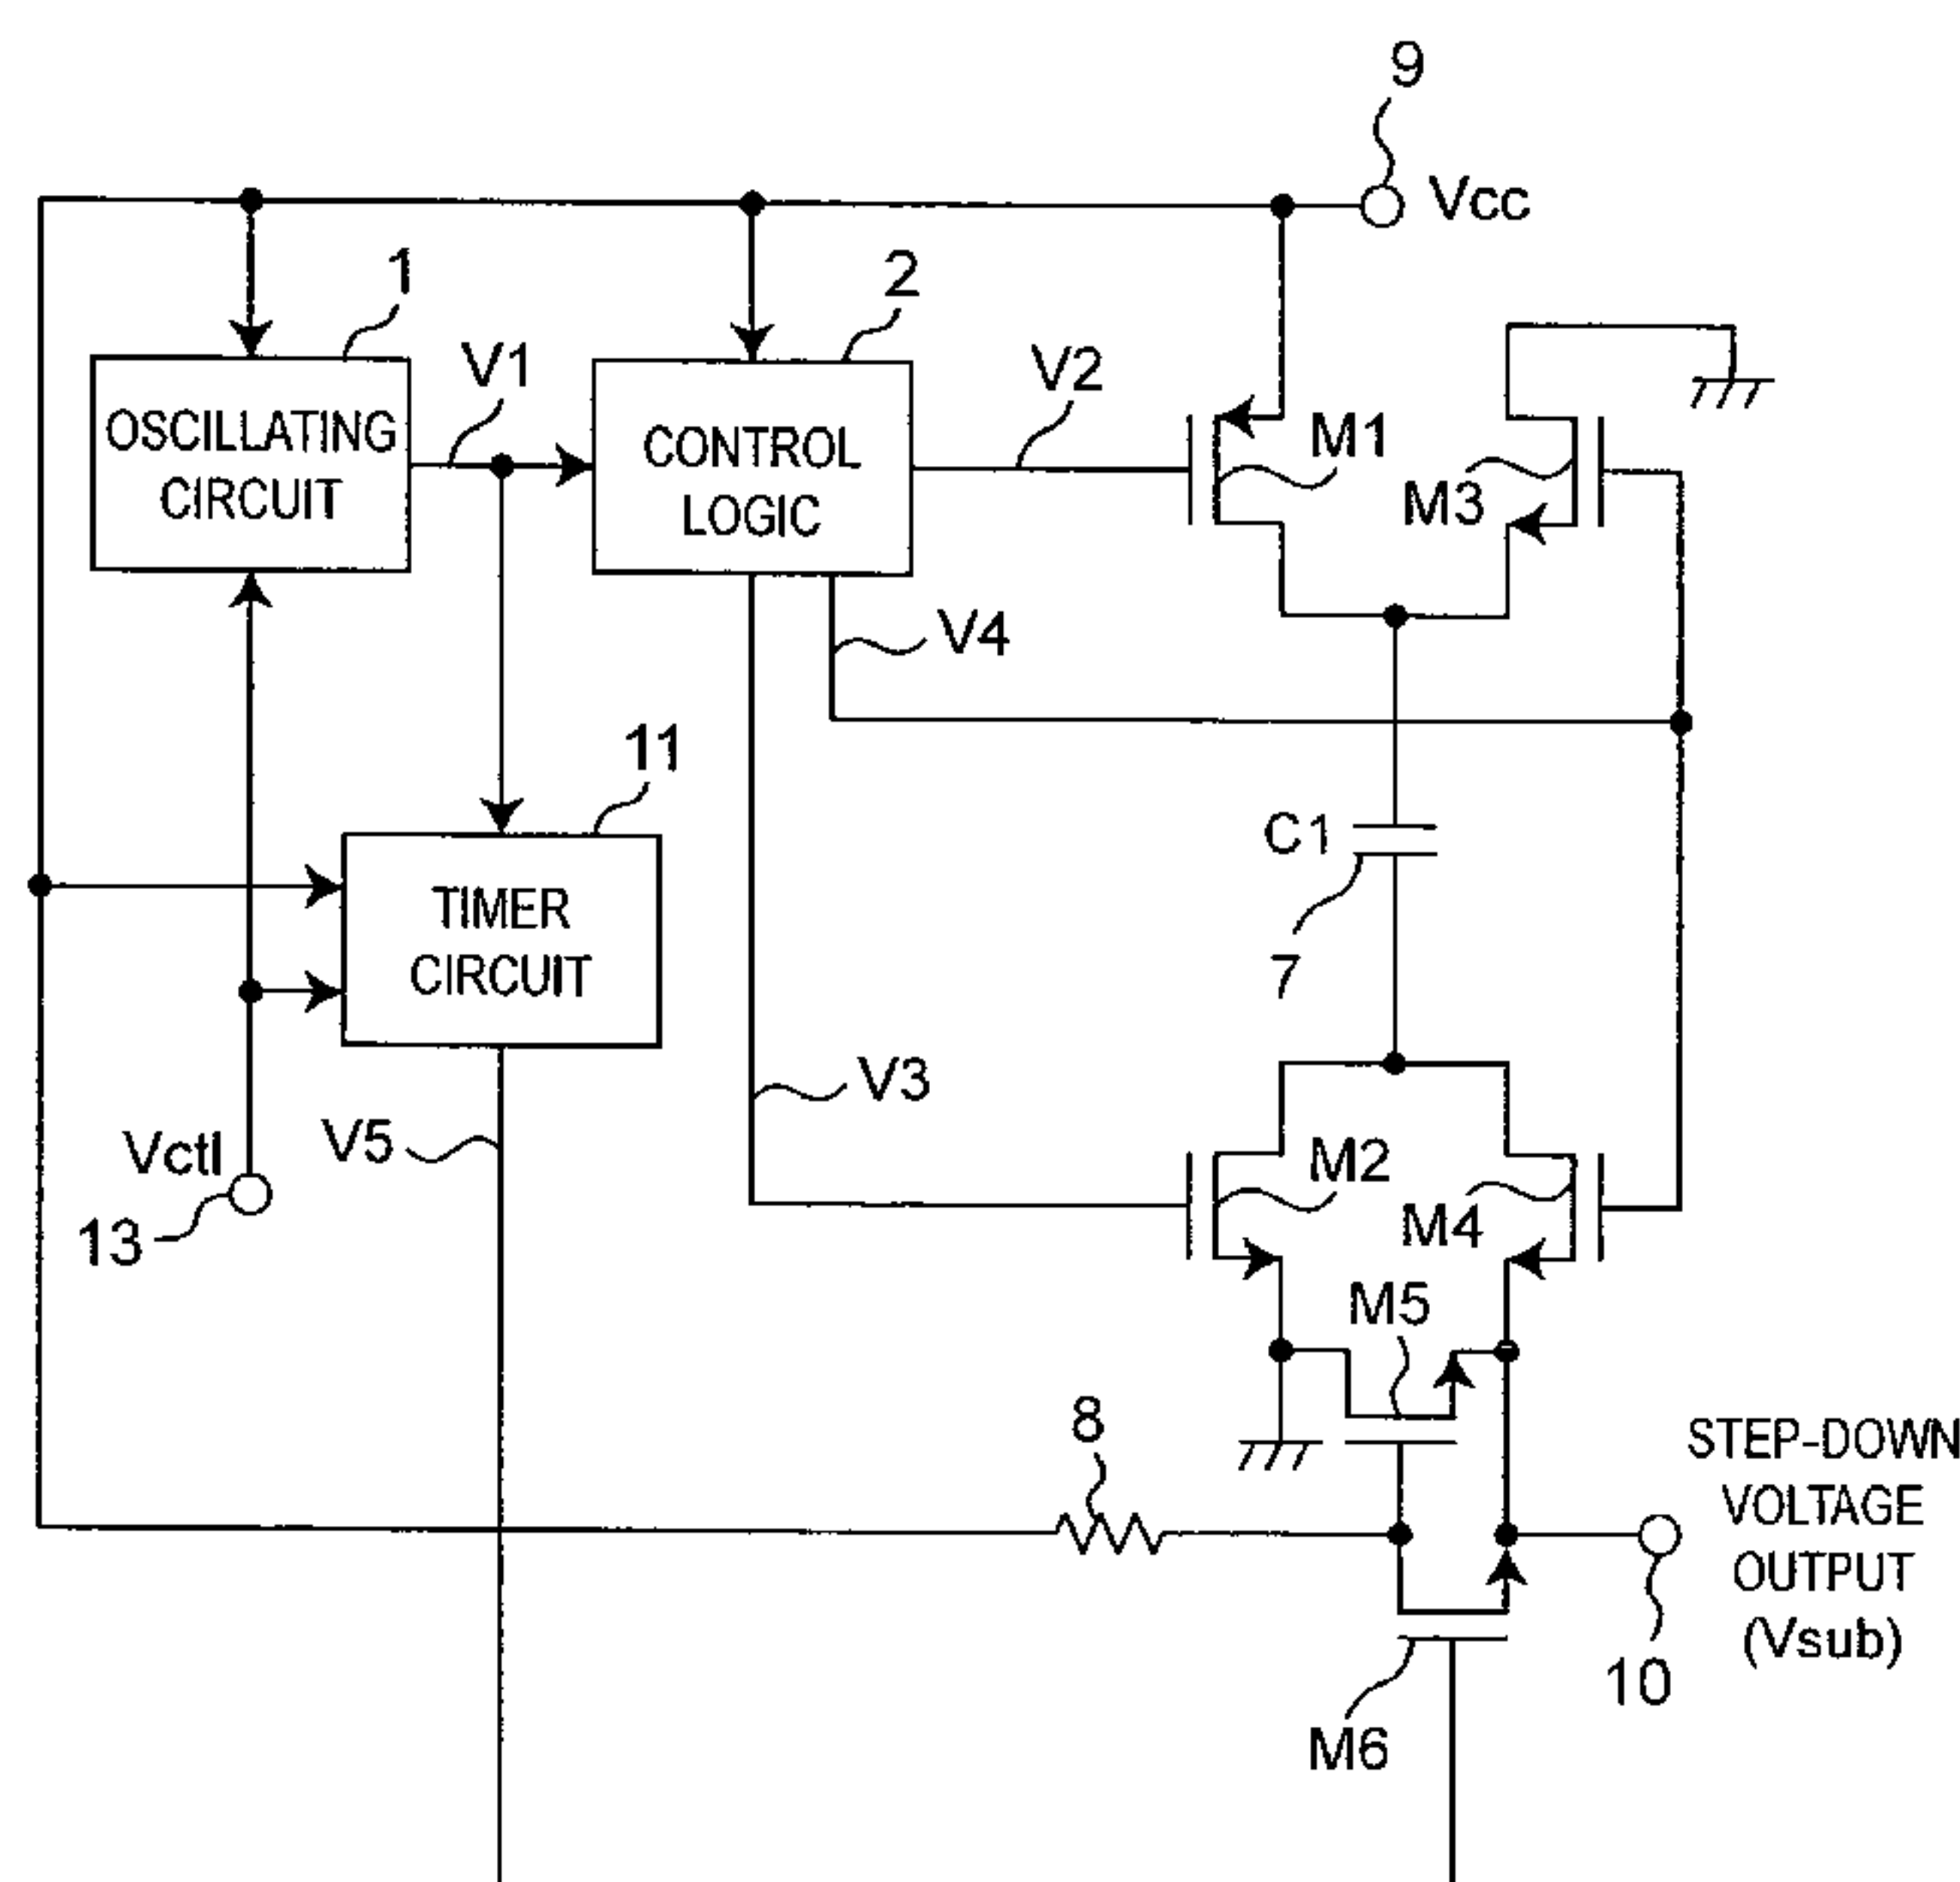 9
Vcc
1
2
V1
V2
OSCILLATING
CIRCUIT
CONTROL
LOGIC
M1
M3
V4
11
C1
TIMER
CIRCUIT
7
V3
Vctl
V5
M2
13
M4
M5
8
STEP-DOWN
VOLTAGE
OUTPUT
(Vsub)
10
M6